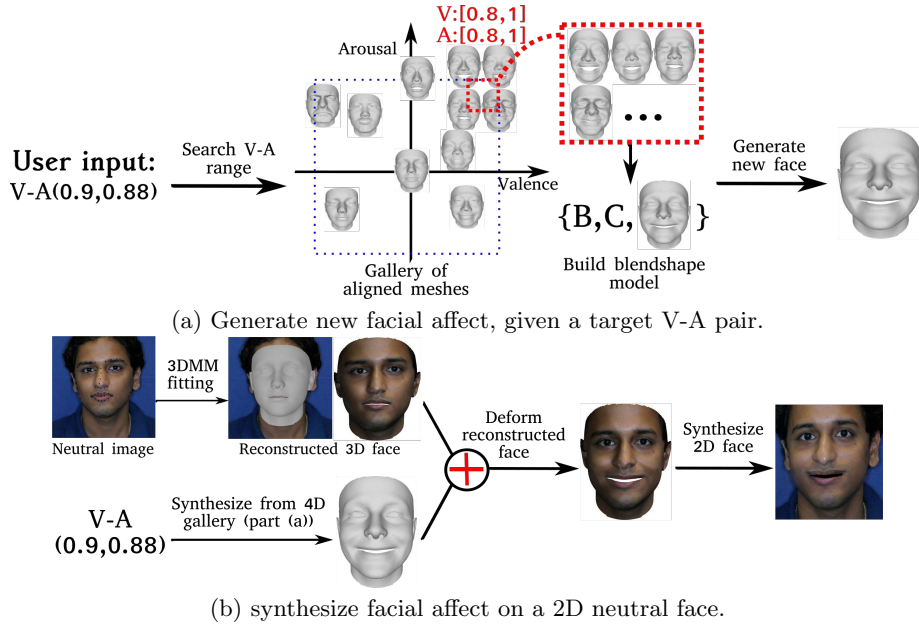 V:[0.8,1]
A:[0.8,1]
Arousal
User input:
V-A(0.9,0.88)
Search V-A
range
Valence
Gallery of
aligned meshes
{B,C, }
Build blendshape
model
Generate
new face
(a) Generate new facial affect, given a target V-A pair.
3DMM
fitting
Neutral image
Reconstructed 3D face
Deform
reconstructed
face
Synthesize
2D face
V-A
(0.9,0.88)
Synthesize from 4D
gallery (part (a))
(b) synthesize facial affect on a 2D neutral face.